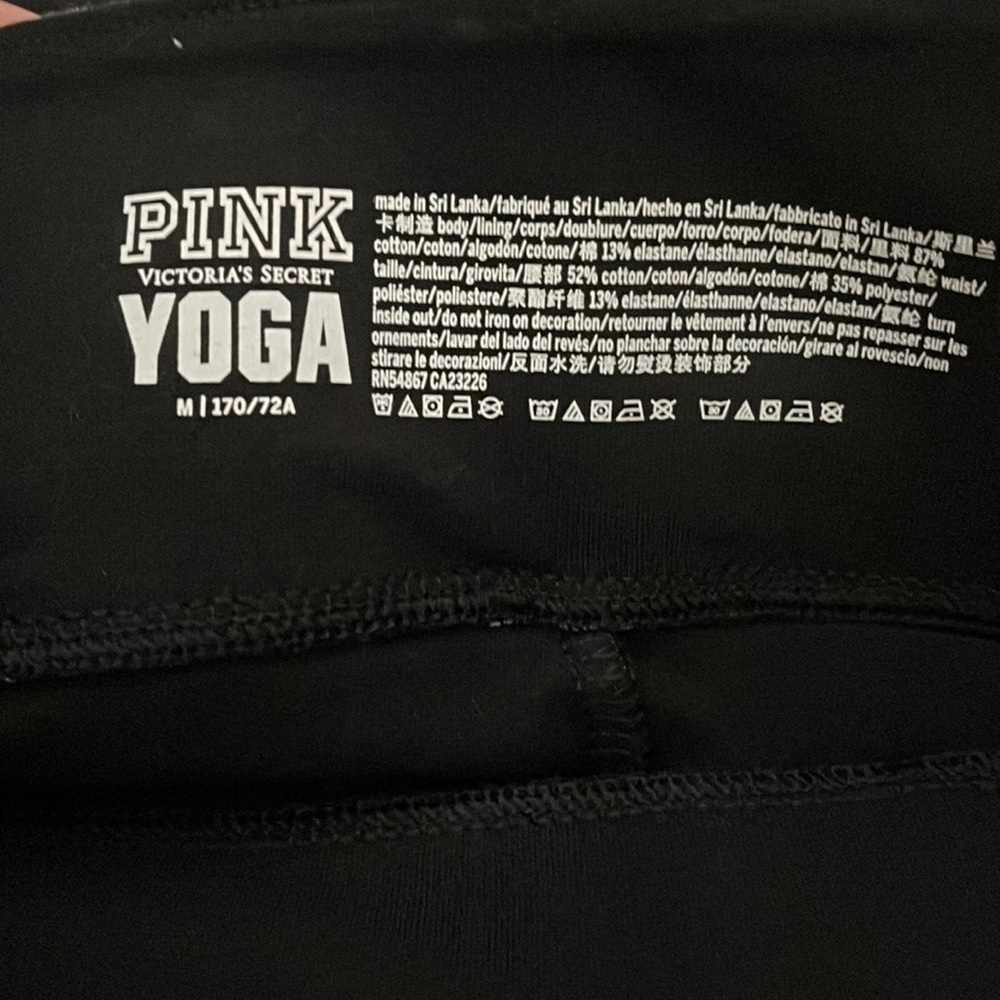 PINK
VICTORIA'S SECRET
YOGA
M | 170/72A
made in Sri Lanka/fabriqué au Sri Lanka/hecho en Sri Lanka/fabbricato in Sri Lanka/斯里兰
卡制造 body/lining/corps/doublure/cuerpo/forro/corpo/fodera/面料/里料 87%
cotton/coton/algodón/cotone/棉 13% elastane/élasthanne/elastano/elastan/氨纶 waist/
taille/cintura/girovita/腰部 52% cotton/coton/algodón/cotone/棉 35% polyester/
poliéster/poliestere/聚酯纤维 13% elastane/élasthanne/elastano/elastan/氨纶 turn
inside out/do not iron on decoration/retourner le vêtement à l'envers/ne pas repasser sur les
ornements/lavar del lado del revés/no planchar sobre la decoración/girare al rovescio/non
stirare le decorazioni/反面水洗/请勿熨烫装饰部分
RN54867 CA23226